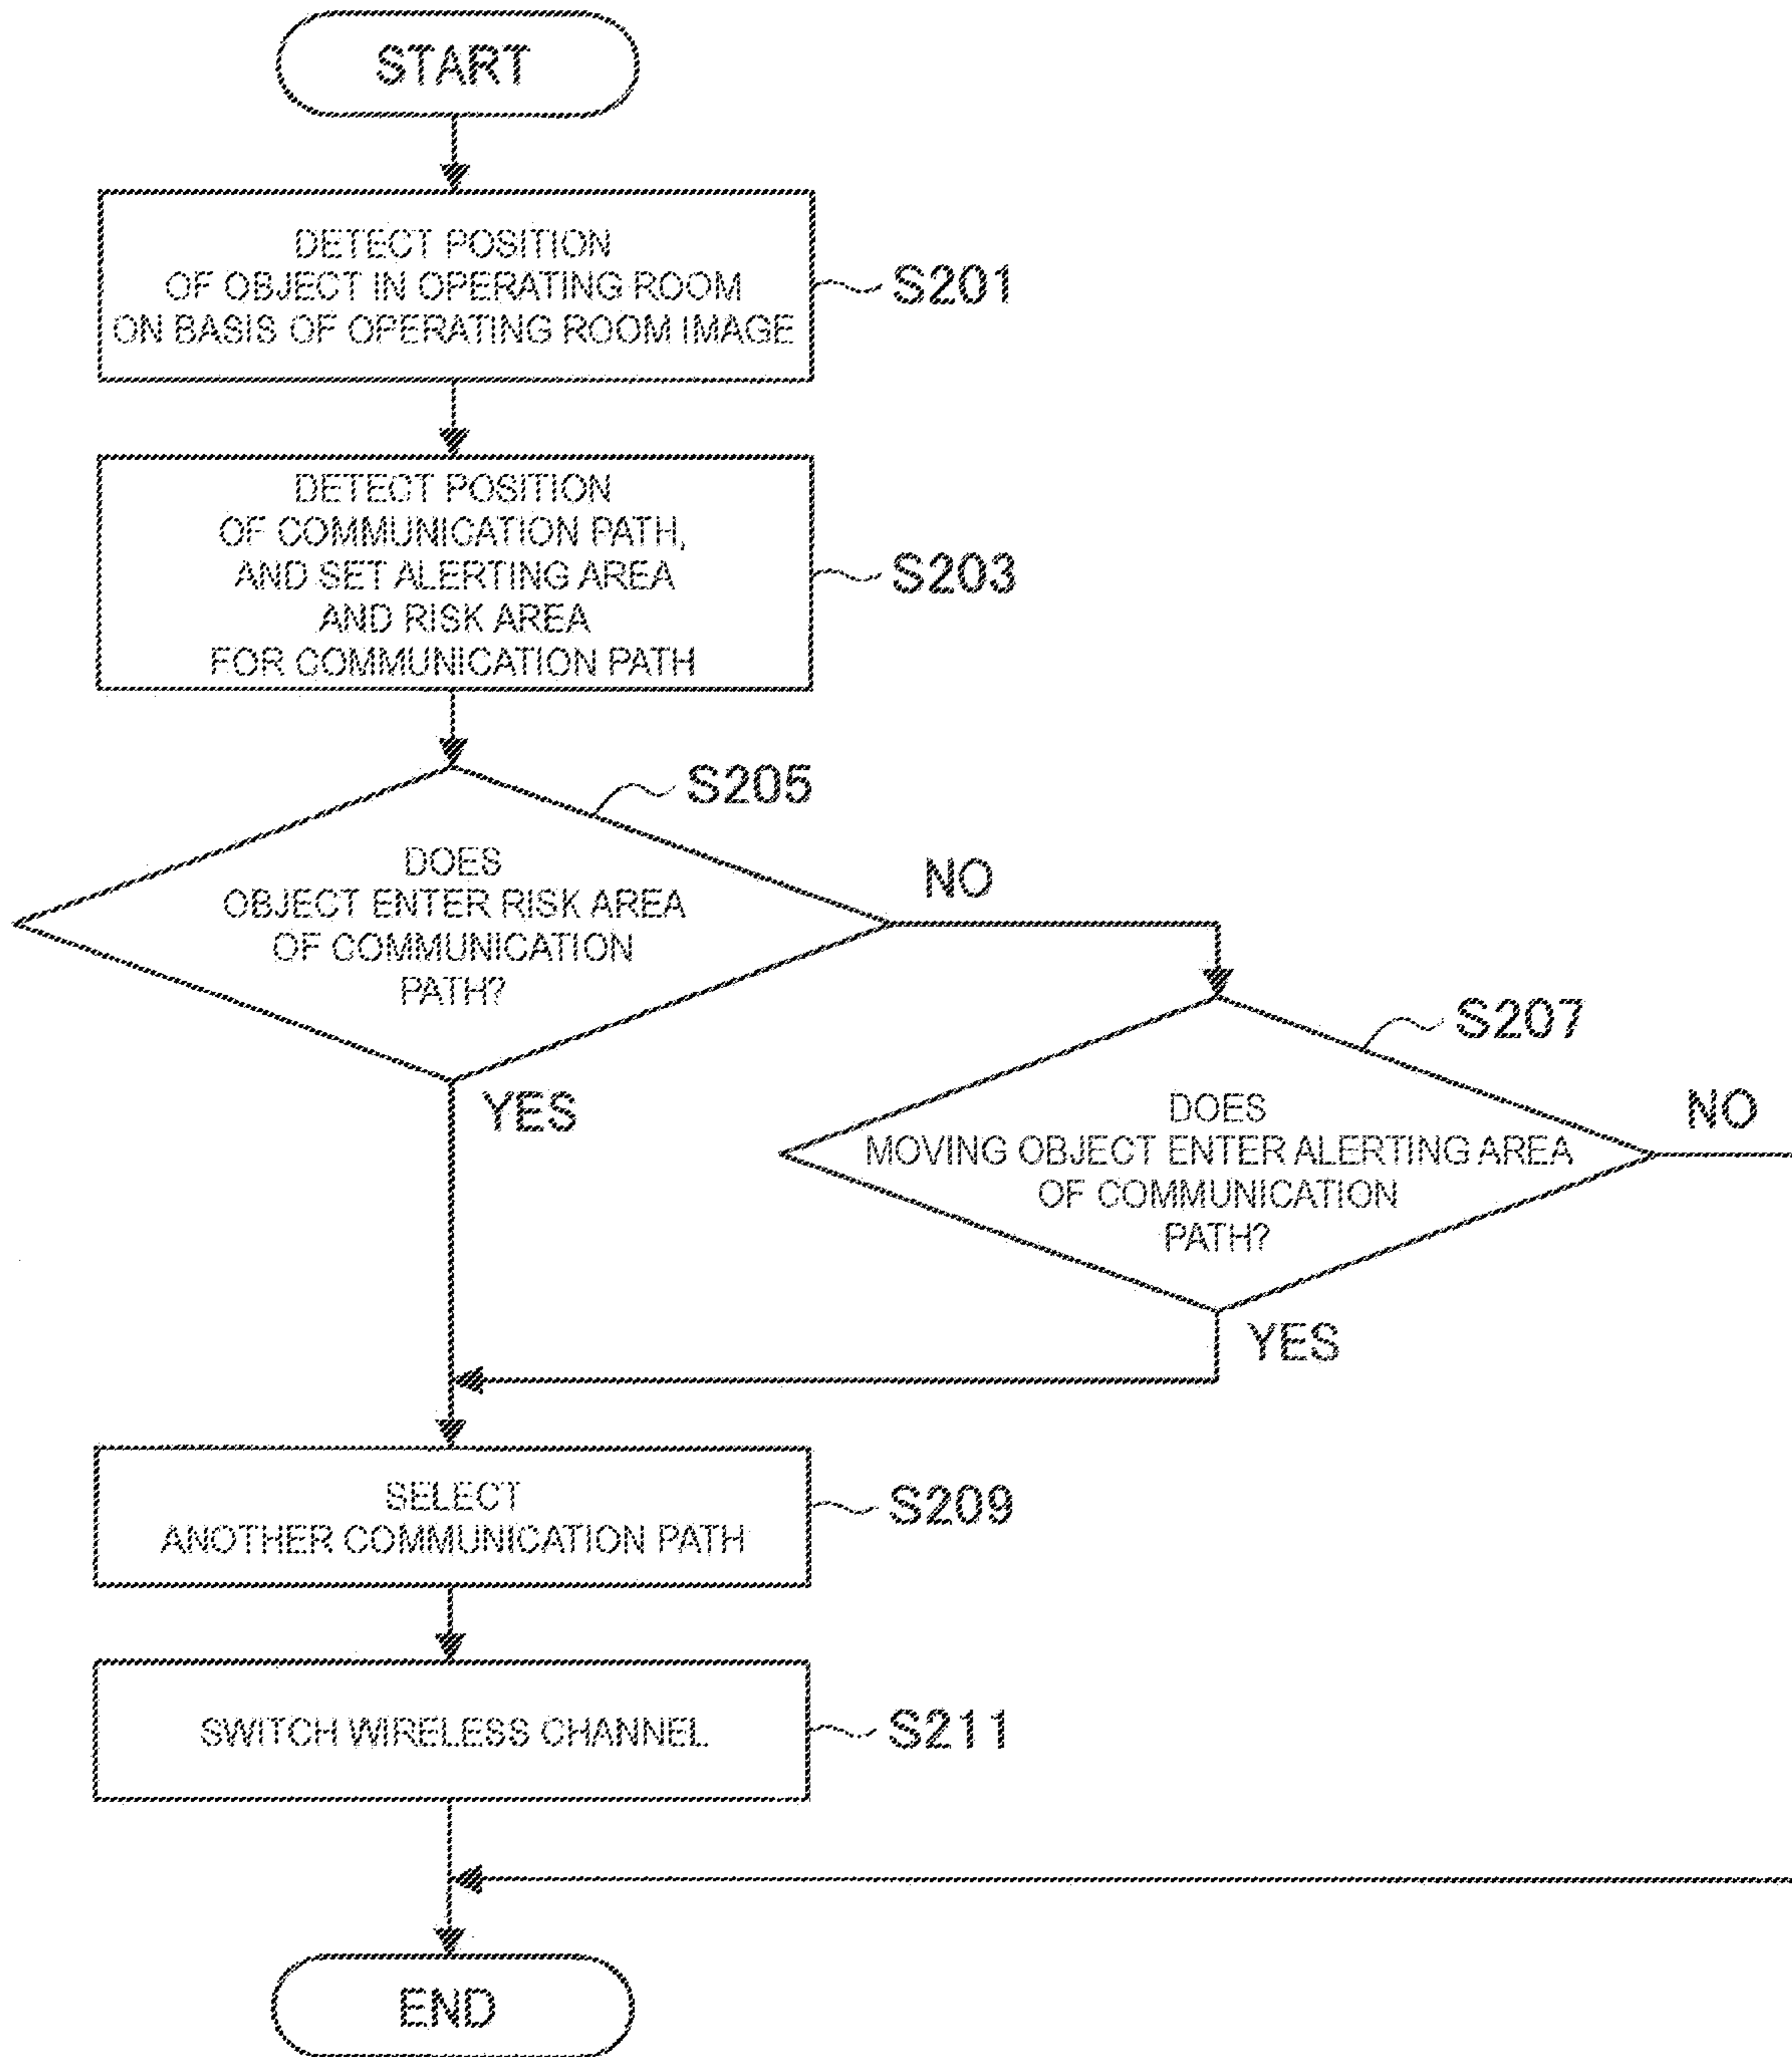 START
DETECT POSITION
OF OBJECT IN OPERATING ROOM
ON BASIS OF OPERATING ROOM IMAGE
S201
DETECT POSITION
OF COMMUNICATION PATH,
AND SET ALERTING AREA
AND RISK AREA
FOR COMMUNICATION PATH
S203
S205
DOES
OBJECT ENTER RISK AREA
OF COMMUNICATION
PATH?
NO
YES
S207
DOES
MOVING OBJECT ENTER ALERTING AREA
OF COMMUNICATION
PATH?
NO
YES
SELECT
ANOTHER COMMUNICATION PATH
S209
SWITCH WIRELESS CHANNEL
S211
END